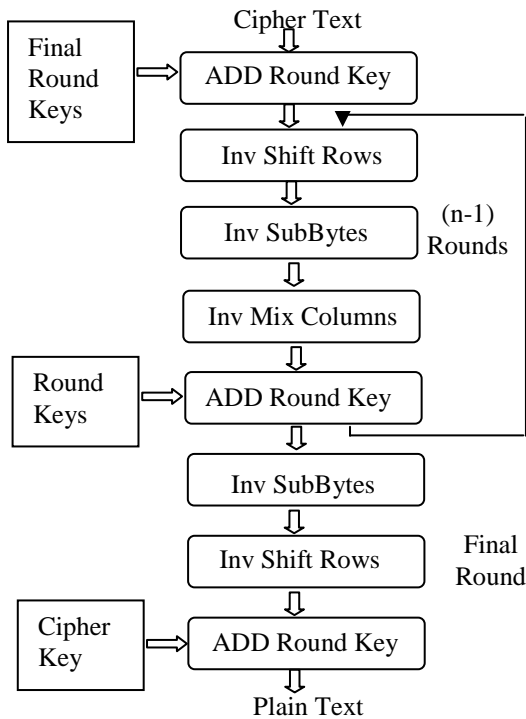 Cipher Text
Final
Round
Keys
ADD Round Key
Inv Shift Rows
Inv SubBytes
(n-1)
Rounds
Inv Mix Columns
Round
Keys
ADD Round Key
Inv SubBytes
Inv Shift Rows
Final
Round
Cipher
Key
ADD Round Key
Plain Text